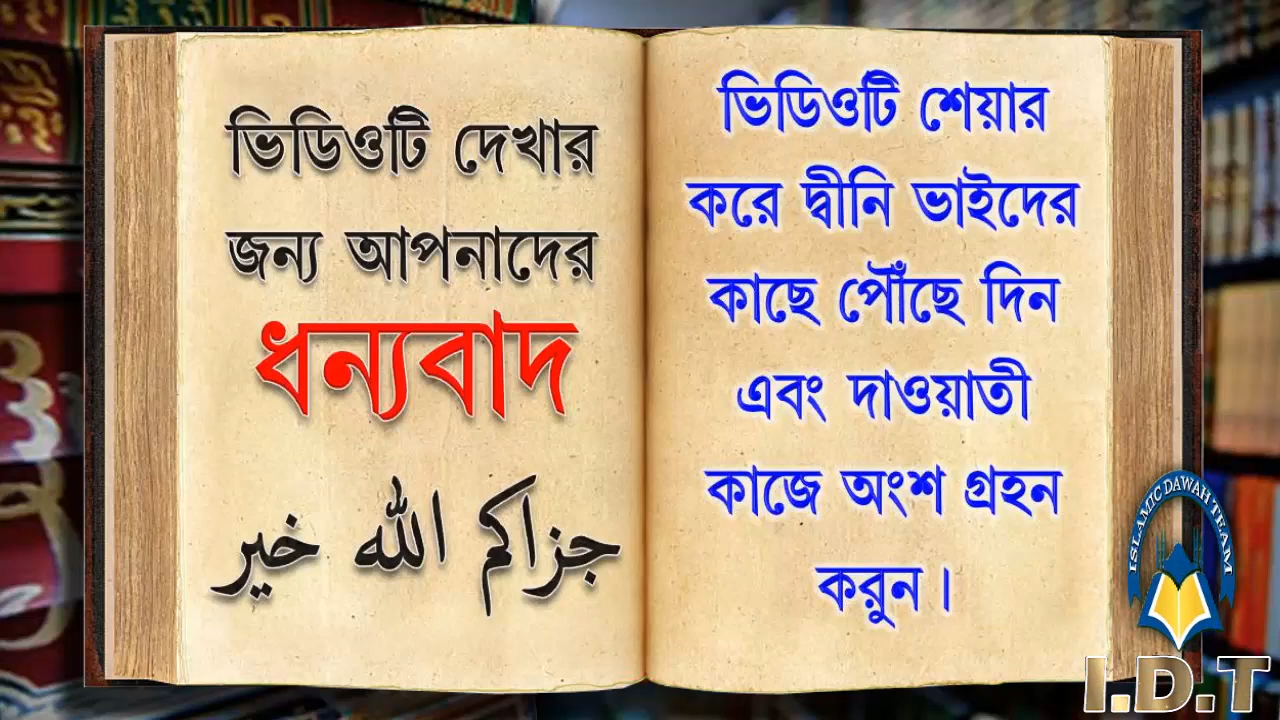 ভিডিওটি দেখার
জন্য আপনাদের
ধন্যবাদ
جزاكم الله خير
ভিডিওটি শেয়ার
করে দ্বীনি ভাইদের
কাছে পৌঁছে দিন
এবং দাওয়াতী
কাজে অংশ গ্রহন
করুন।
ISLAMIC DAWAH TEAM
I.D.T